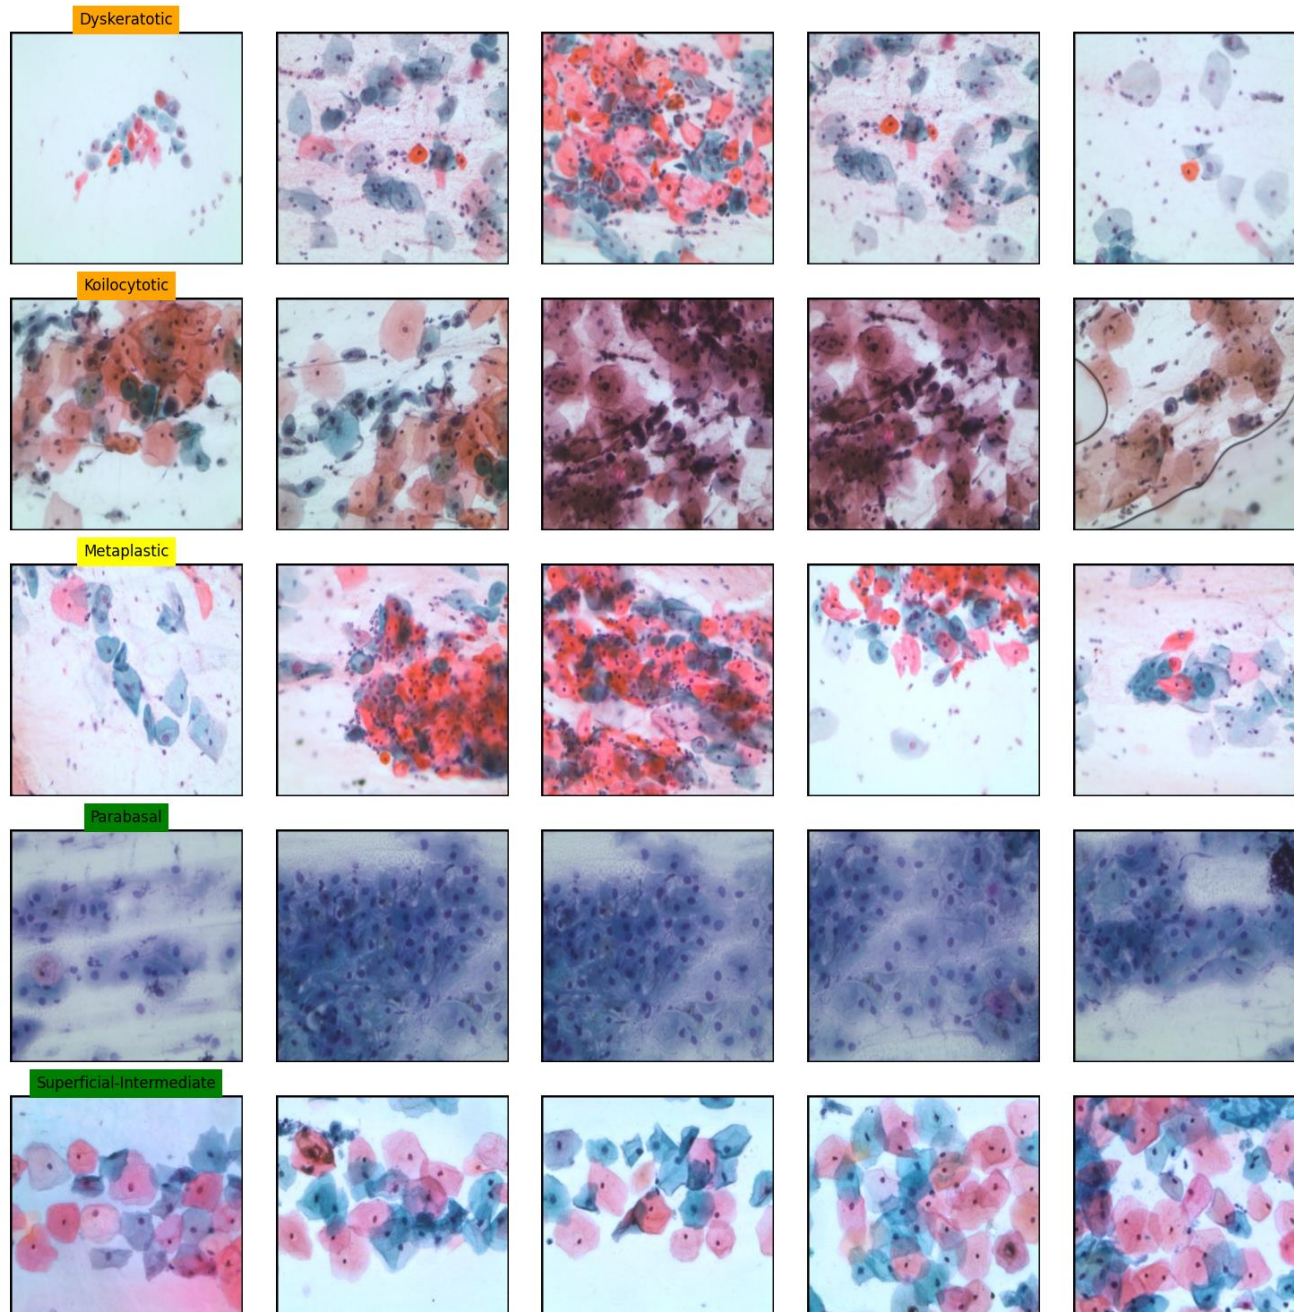 Dyskeratotic
Koilocytotic
Metaplastic
Parabasal
Superficial-Intermediate